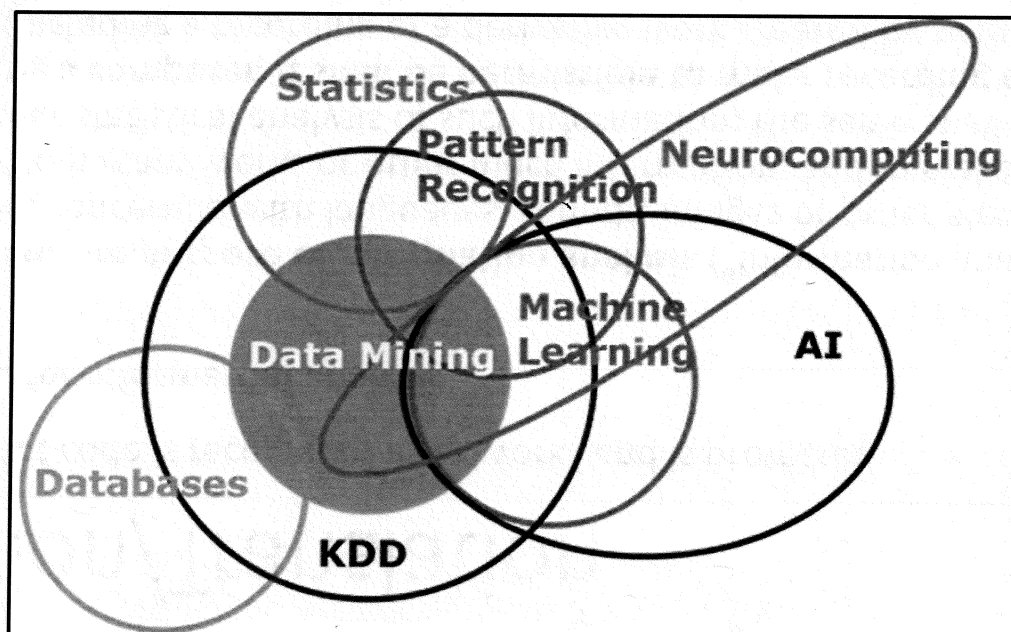 Statistics
Pattern
Recognition
Neurocomputing
Machine
Learning
Data Mining
AI
Databases
KDD